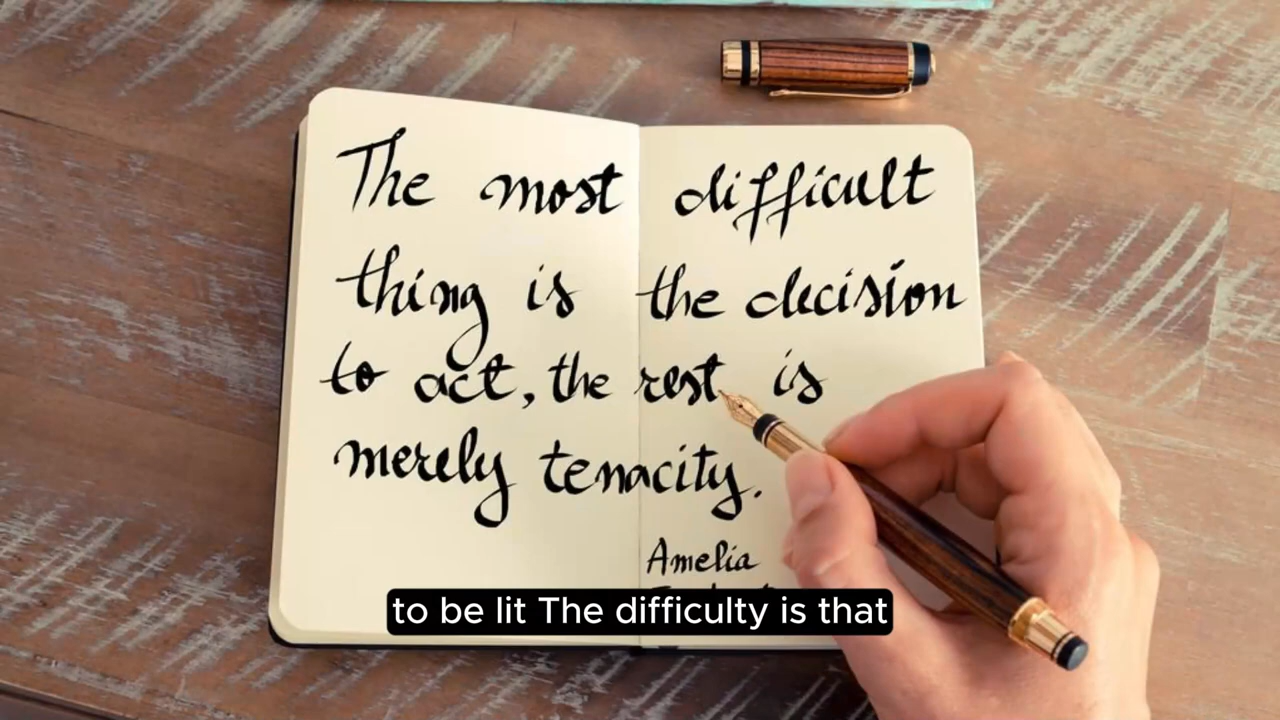 The most difficult
thing is the decision
to act, the rest is
merely tenacity.
Amelia
to be lit The difficulty is that